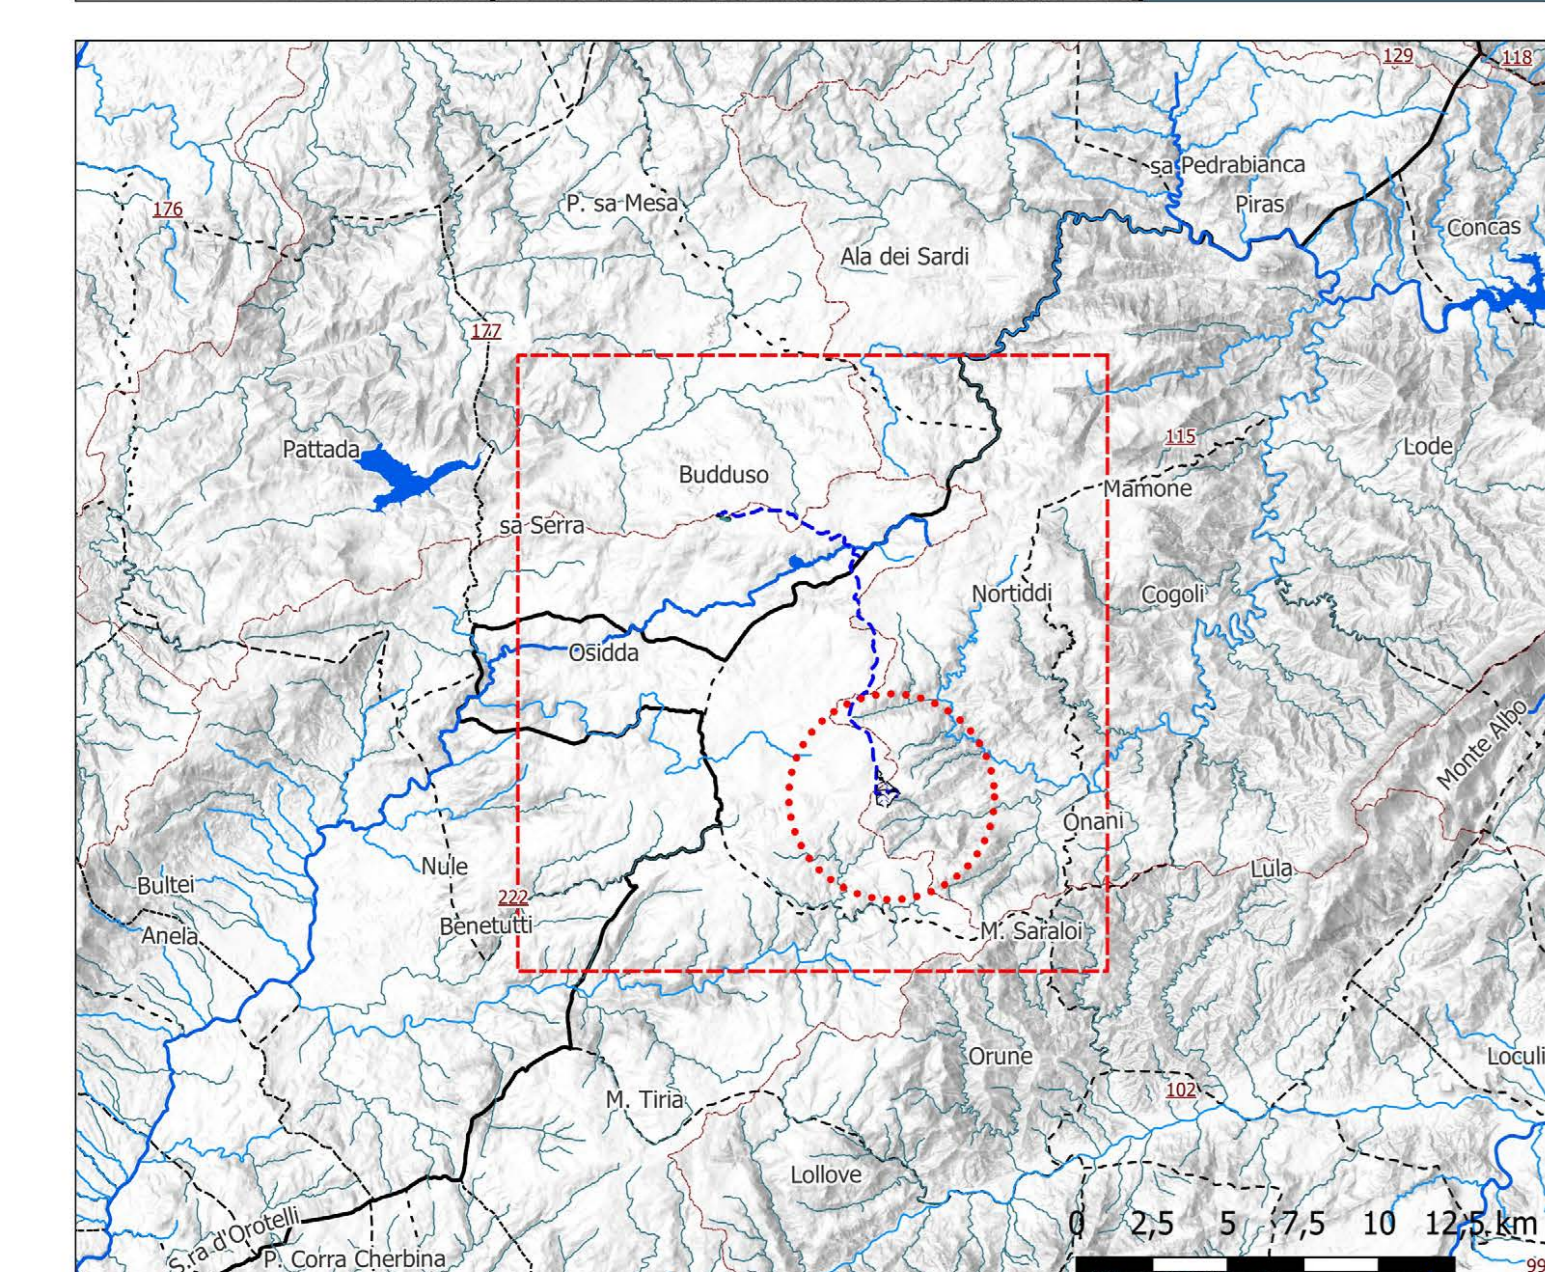 129
118
sa Pedrabianca
P. sa Mesa
176
Piras
Concas
Ala dei Sardi
177
115
Pattada
Lode
Budduso
Mamone
sa Serra
Nortiddi
Cogoli
Osidda
Monte Albo
Onani
Nule
Lula
Bultei
222
Benetutti
Anela
M. Saraloi
Orune
Loculi
102
M. Tiria
Lollove
0 2,5 5 7,5 10 12,5 km
S.ra d'Orotelli
P. Corra Cherbina
99